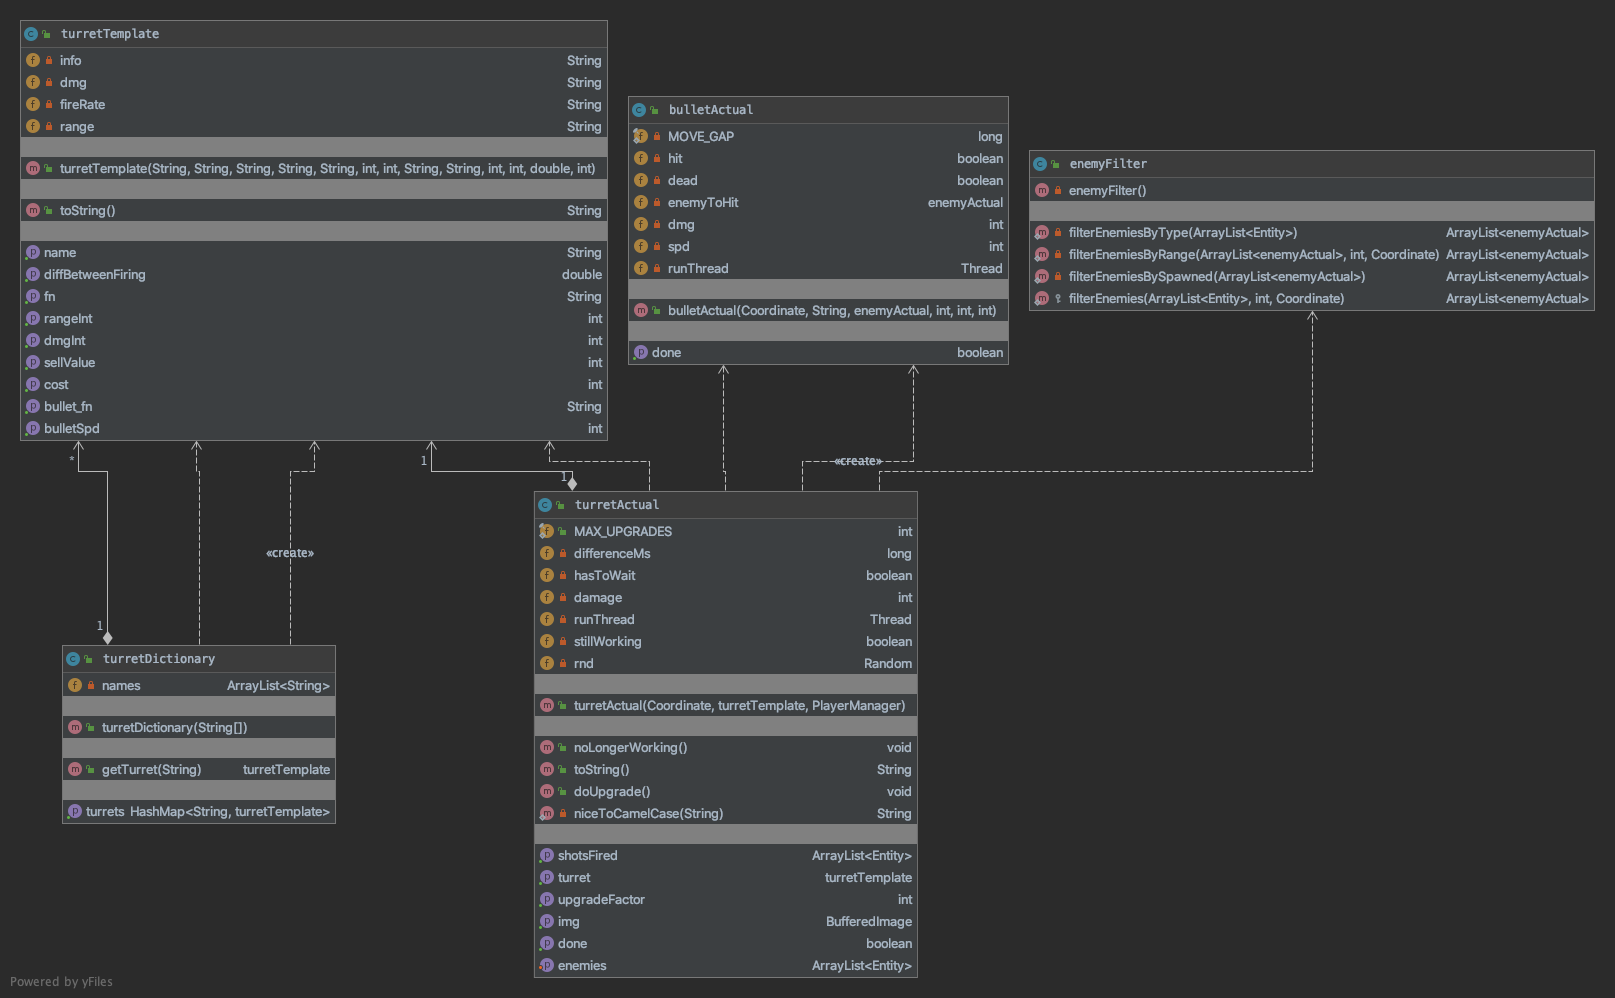 turretTemplate
info String
dmg String
fireRate String
range String
turretTemplate(String, String, String, String, String, int, int, String, String, int, int, double, int)
toString() String
name String
diffBetweenFiring double
fn String
rangeInt int
dmgInt int
sellValue int
cost int
bullet_fn String
bulletSpd int
bulletActual
MOVE_GAP long
hit boolean
dead boolean
enemyToHit enemyActual
dmg int
spd int
runThread Thread
bulletActual(Coordinate, String, enemyActual, int, int, int)
done boolean
enemyFilter
enemyFilter()
filterEnemiesByType(ArrayList<Entity>) ArrayList<enemyActual>
filterEnemiesByRange(ArrayList<enemyActual>, int, Coordinate) ArrayList<enemyActual>
filterEnemiesBySpawned(ArrayList<enemyActual>) ArrayList<enemyActual>
filterEnemies(ArrayList<Entity>, int, Coordinate) ArrayList<enemyActual>
*
1
1
«create»
«create»
1
turretActual
MAX_UPGRADES int
differenceMs long
hasToWait boolean
damage int
runThread Thread
stillWorking boolean
rnd Random
turretActual(Coordinate, turretTemplate, PlayerManager)
noLongerWorking() void
toString() String
doUpgrade() void
niceToCamelCase(String) String
shotsFired ArrayList<Entity>
turret turretTemplate
upgradeFactor int
img BufferedImage
done boolean
enemies ArrayList<Entity>
turretDictionary
names ArrayList<String>
turretDictionary(String[])
getTurret(String) turretTemplate
turrets HashMap<String, turretTemplate>
Powered by yFiles